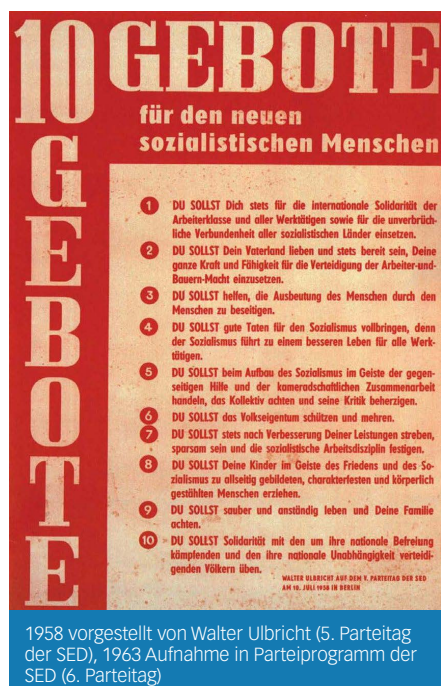 10 GEBOTE
GEBOTE
für den neuen
sozialistischen Menschen
1 DU SOLLST Dich stets für die internationale Solidarität der
Arbeiterklasse und aller Werktätigen sowie für die unverbrüch-
liche Verbundenheit aller sozialistischen Länder einsetzen.
2 DU SOLLST Dein Vaterland lieben und stets bereit sein, Deine
ganze Kraft und Fähigkeit für die Verteidigung der Arbeiter-und-
Bauern-Macht einzusetzen.
3 DU SOLLST helfen, die Ausbeutung des Menschen durch den
Menschen zu beseitigen.
4 DU SOLLST gute Taten für den Sozialismus vollbringen, denn
der Sozialismus führt zu einem besseren Leben für alle Werk-
tätigen.
5 DU SOLLST beim Aufbau des Sozialismus im Geiste der gegen-
seitigen Hilfe und der kameradschaftlichen Zusammenarbeit
handeln, das Kollektiv achten und seine Kritik beherzigen.
6 DU SOLLST das Volkseigentum schützen und mehren.
7 DU SOLLST stets nach Verbesserung Deiner Leistungen streben,
sparsam sein und die sozialistische Arbeitsdisziplin festigen.
8 DU SOLLST Deine Kinder im Geiste des Friedens und des So-
zialismus zu allseitig gebildeten, charakterfesten und körperlich
gestählten Menschen erziehen.
9 DU SOLLST sauber und anständig leben und Deine Familie
achten.
10 DU SOLLST Solidarität mit den um ihre nationale Befreiung
kämpfenden und den ihre nationale Unabhängigkeit verteidi-
genden Völkern üben.
WALTER ULBRICHT AUF DEM V. PARTEITAG DER SED
AM 10. JULI 1958 IN BERLIN
1958 vorgestellt von Walter Ulbricht (5. Parteitag
der SED), 1963 Aufnahme in Parteiprogramm der
SED (6. Parteitag)